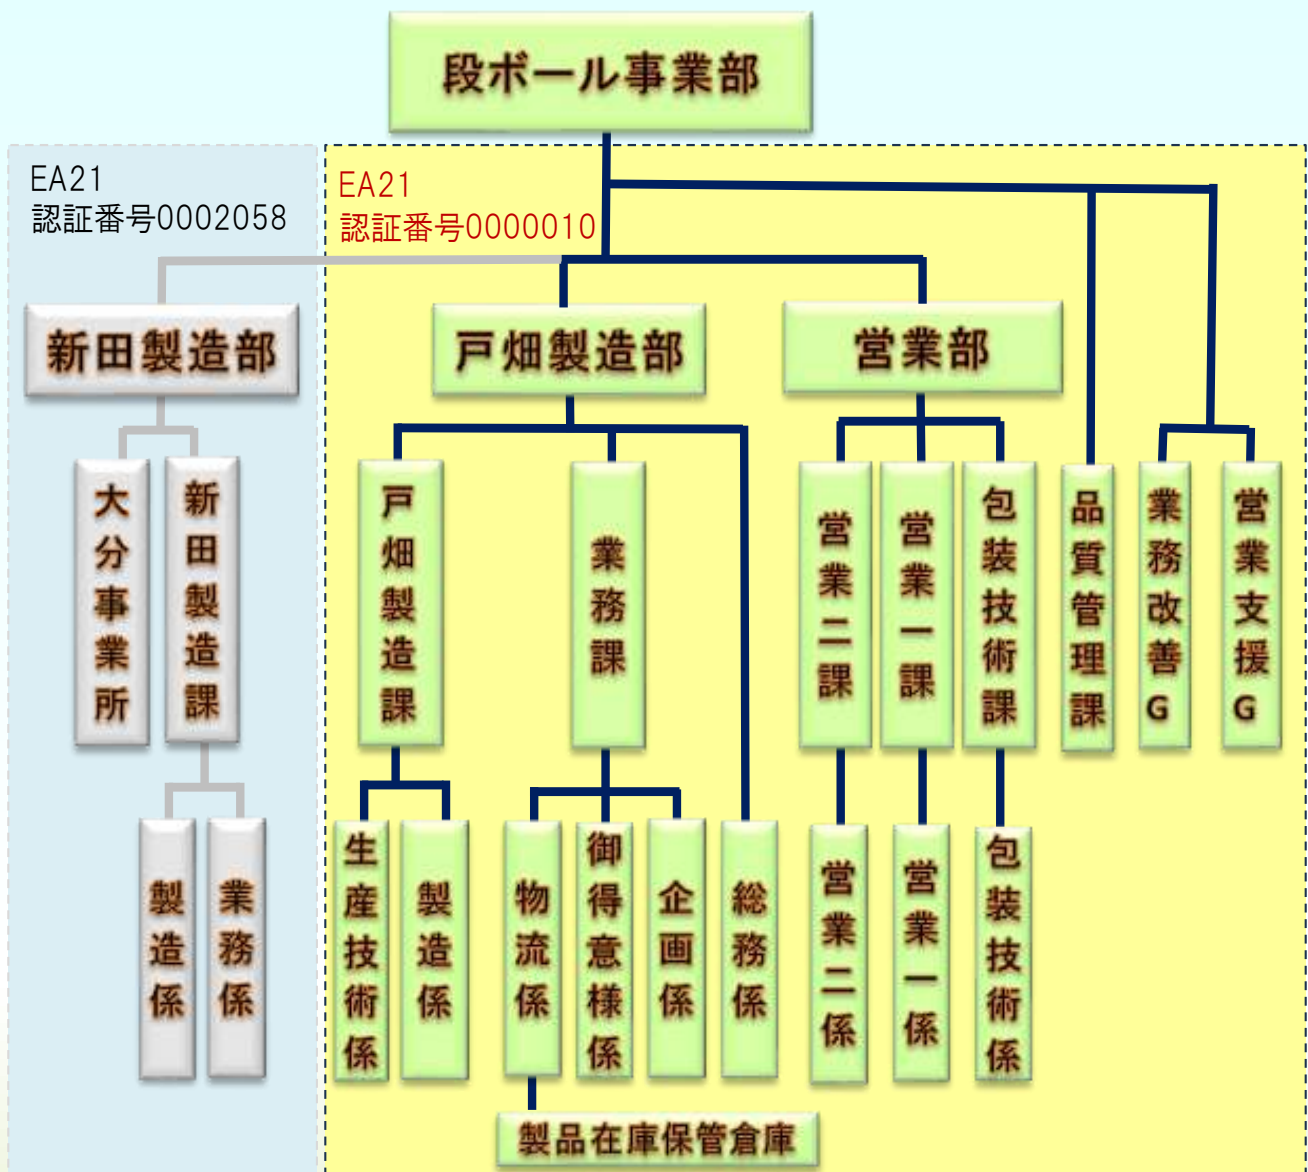 段ボール事業部
EA21
認証番号0002058
EA21
認証番号0000010
新田製造部
戸畑製造部
営業部
大分事業所
新田製造課
戸畑製造課
業務課
営業二課
営業一課
包装技術課
品質管理課
業務改善G
営業支援G
製造係
業務係
生産技術係
製造係
物流係
御得意様係
企画係
総務係
営業二係
営業一係
包装技術係
製品在庫保管倉庫